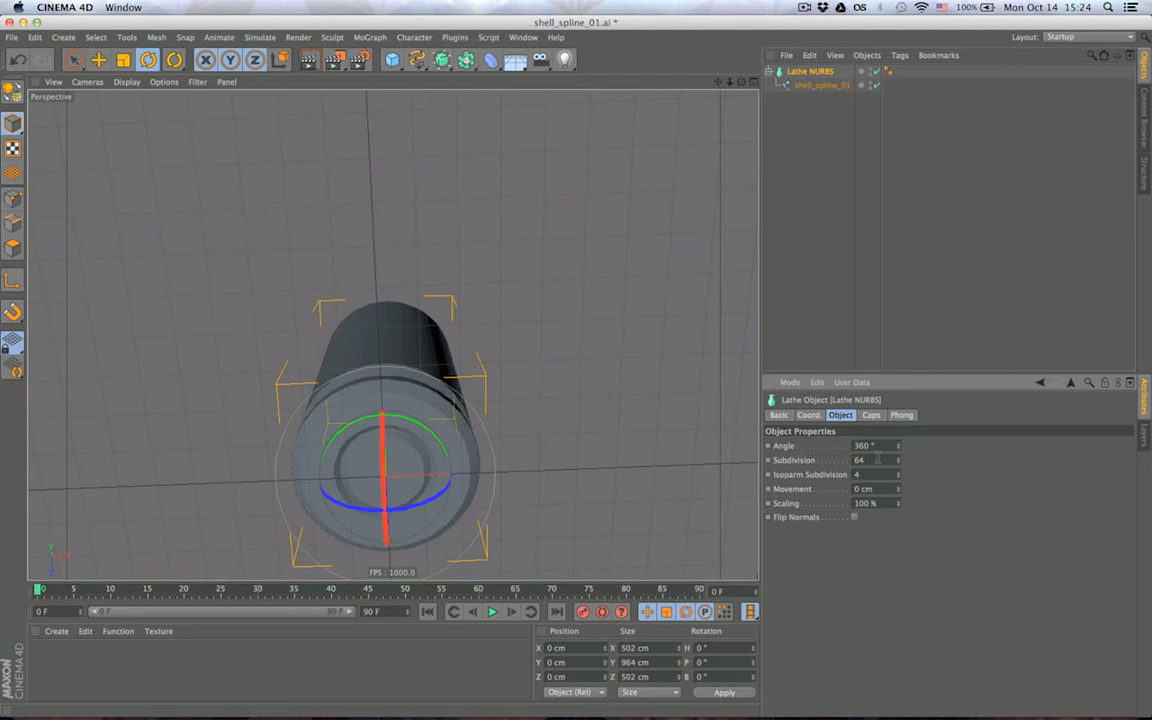 CINEMA 4D Window 100% Mon Oct 14 15:24
shell_spline_01.ai *
File Edit Create Select Tools Mesh Snap Animate Simulate Render Sculpt MoGraph Character Plugins Script Window Help Layout: Startup
View Cameras Display Options Filter Panel
File Edit View Objects Tags Bookmarks
Perspective
Lathe NURBS
shell_spline_01
Objects
Content Browser
Structure
Mode Edit User Data
Lathe Object [Lathe NURBS]
Basic Coord. Object Caps Phong
Object Properties
Angle 360 °
Subdivision 64
Isoparm Subdivision 4
Movement 0 cm
Scaling 100 %
Flip Normals
Attributes
Layers
Y
X
FPS : 1000.0
0 5 10 15 20 25 30 35 40 45 50 55 60 65 70 75 80 85 90 0 F
0 F 0 F 90 F 90 F
Create Edit Function Texture
Position Size Rotation
X 0 cm X 502 cm H 0 °
Y 0 cm Y 964 cm P 0 °
Z 0 cm Z 502 cm B 0 °
Object (Rel) Size Apply
MAXON
CINEMA 4D